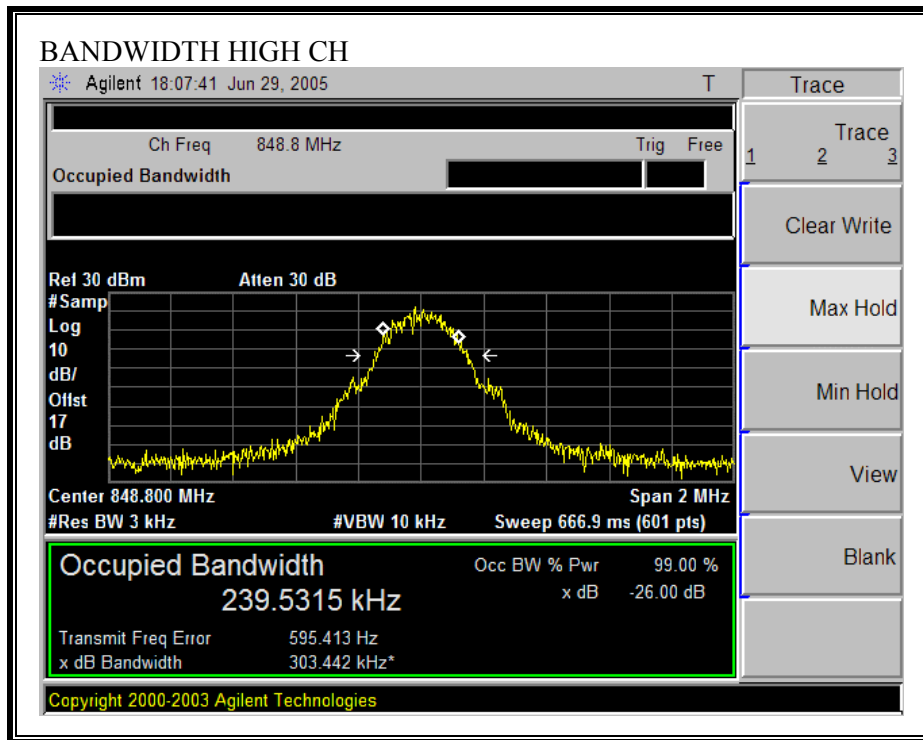 BANDWIDTH HIGH CH
Agilent 18:07:41 Jun 29, 2005 T
Ch Freq 848.8 MHz Trig Free
Occupied Bandwidth
Ref 30 dBm Atten 30 dB
#Samp
Log
10
dB/
Offst
17
dB
Center 848.800 MHz Span 2 MHz
#Res BW 3 kHz #VBW 10 kHz Sweep 666.9 ms (601 pts)
Occupied Bandwidth
239.5315 kHz
Occ BW % Pwr 99.00 %
x dB -26.00 dB
Transmit Freq Error 595.413 Hz
x dB Bandwidth 303.442 kHz*
Copyright 2000-2003 Agilent Technologies
Trace
Trace
1 2 3
Clear Write
Max Hold
Min Hold
View
Blank